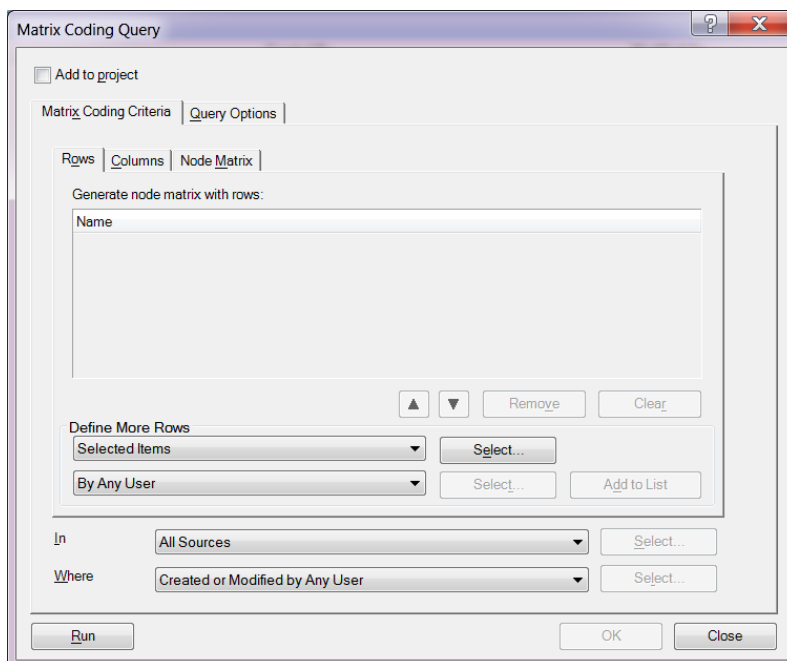 Matrix Coding Query
?
X
Add to project
Matrix Coding Criteria Query Options
Rows Columns Node Matrix
Generate node matrix with rows:
Name
Remove Clear
Define More Rows
Selected Items Select...
By Any User Select... Add to List
In All Sources Select...
Where Created or Modified by Any User Select...
Run OK Close